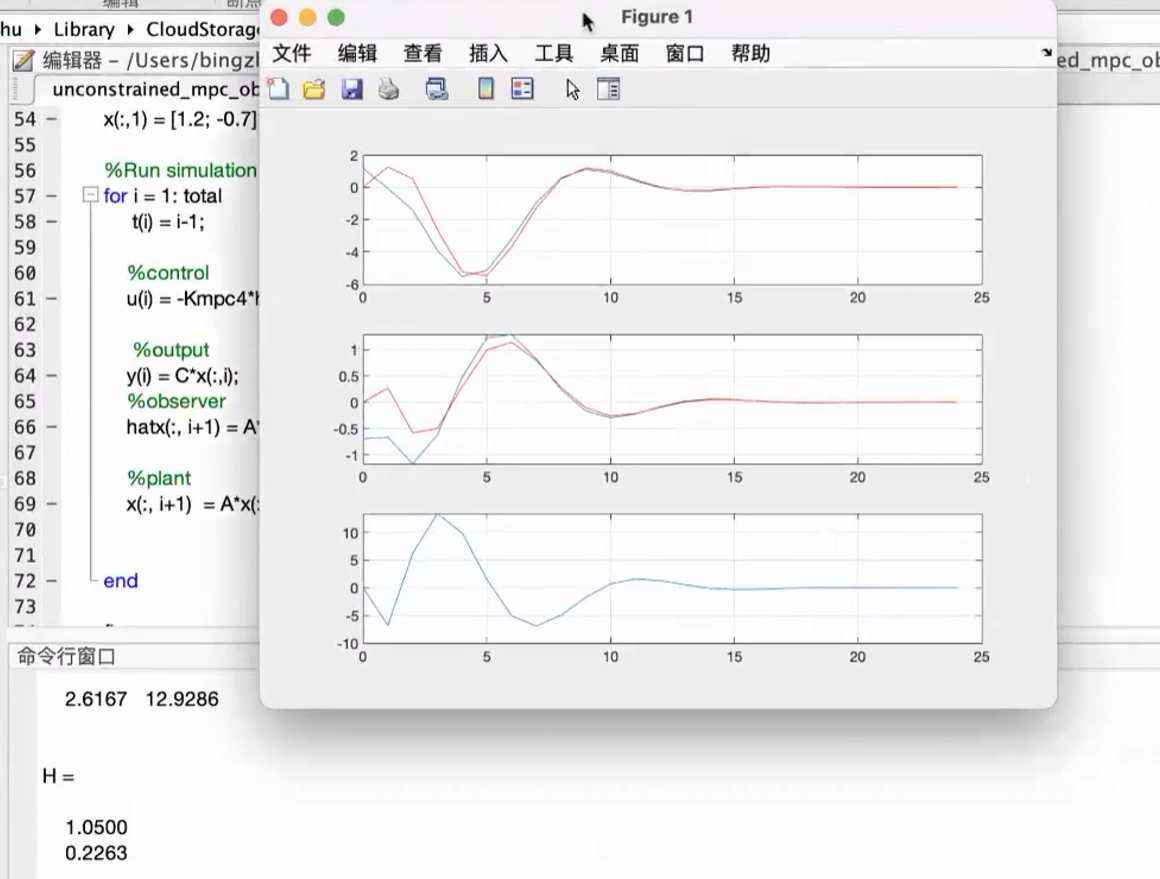 hu ▸ Library ▸ CloudStorage
编辑器 – /Users/bingzh
unconstrained_mpc_ob
54 –
x(:,1) = [1.2; -0.7]
55
56
%Run simulation
57 –
for i = 1: total
58 –
t(i) = i-1;
59
60
%control
61 –
u(i) = -Kmpc4*h
62
63
%output
64 –
y(i) = C*x(:,i);
65
%observer
66 –
hatx(:, i+1) = A*
67
68
%plant
69 –
x(:, i+1)  = A*x(:
70
71
72 –
end
73
命令行窗口
2.6167 12.9286
H =
1.0500
0.2263
Figure 1
文件 编辑 查看 插入 工具 桌面 窗口 帮助
ed_mpc_ob
2
0
-2
-4
-6
0 5 10 15 20 25
1
0.5
0
-0.5
-1
0 5 10 15 20 25
10
5
0
-5
-10
0 5 10 15 20 25